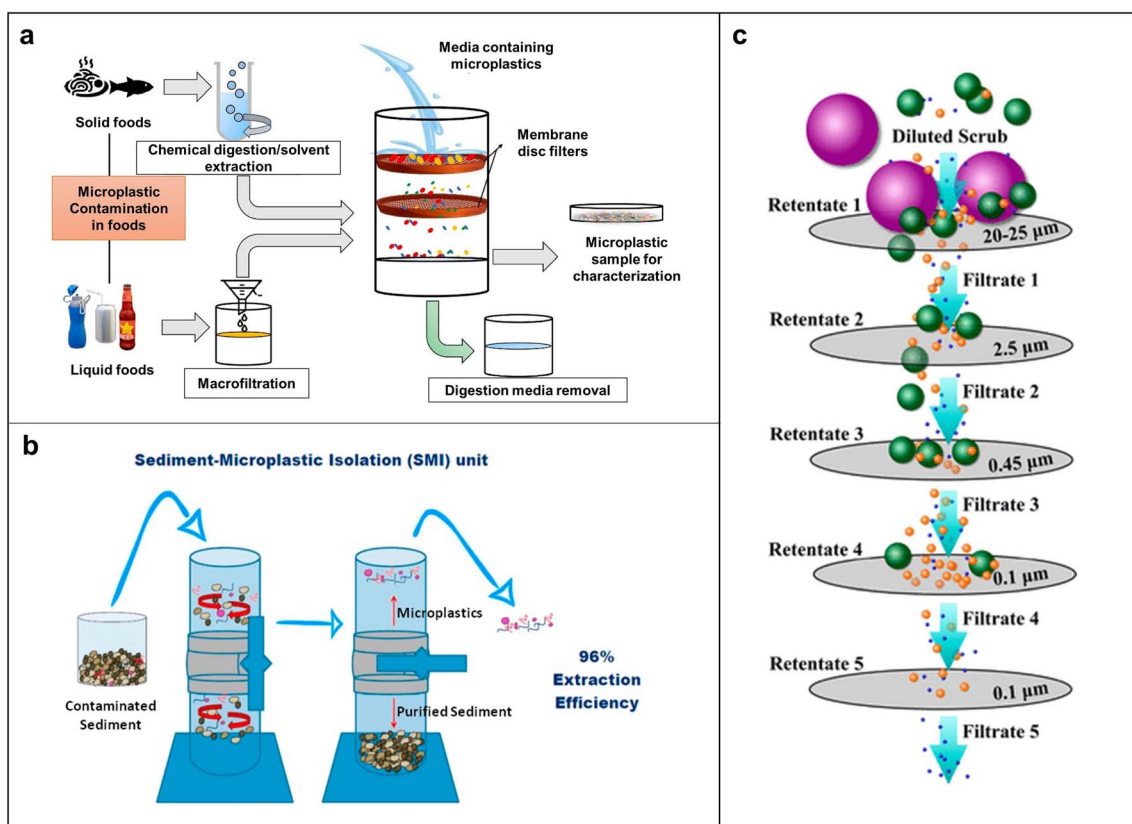 a
Media containing
microplastics
Solid foods
Chemical digestion/solvent
extraction
Membrane
disc filters
Microplastic
Contamination
in foods
Microplastic
sample for
characterization
Liquid foods
Macrofiltration
Digestion media removal
b
Sediment-Microplastic Isolation (SMI) unit
Contaminated
Sediment
Microplastics
Purified Sediment
96%
Extraction
Efficiency
c
Diluted Scrub
Retentate 1
20-25 μm
Filtrate 1
Retentate 2
2.5 μm
Filtrate 2
Retentate 3
0.45 μm
Filtrate 3
Retentate 4
0.1 μm
Filtrate 4
Retentate 5
0.1 μm
Filtrate 5